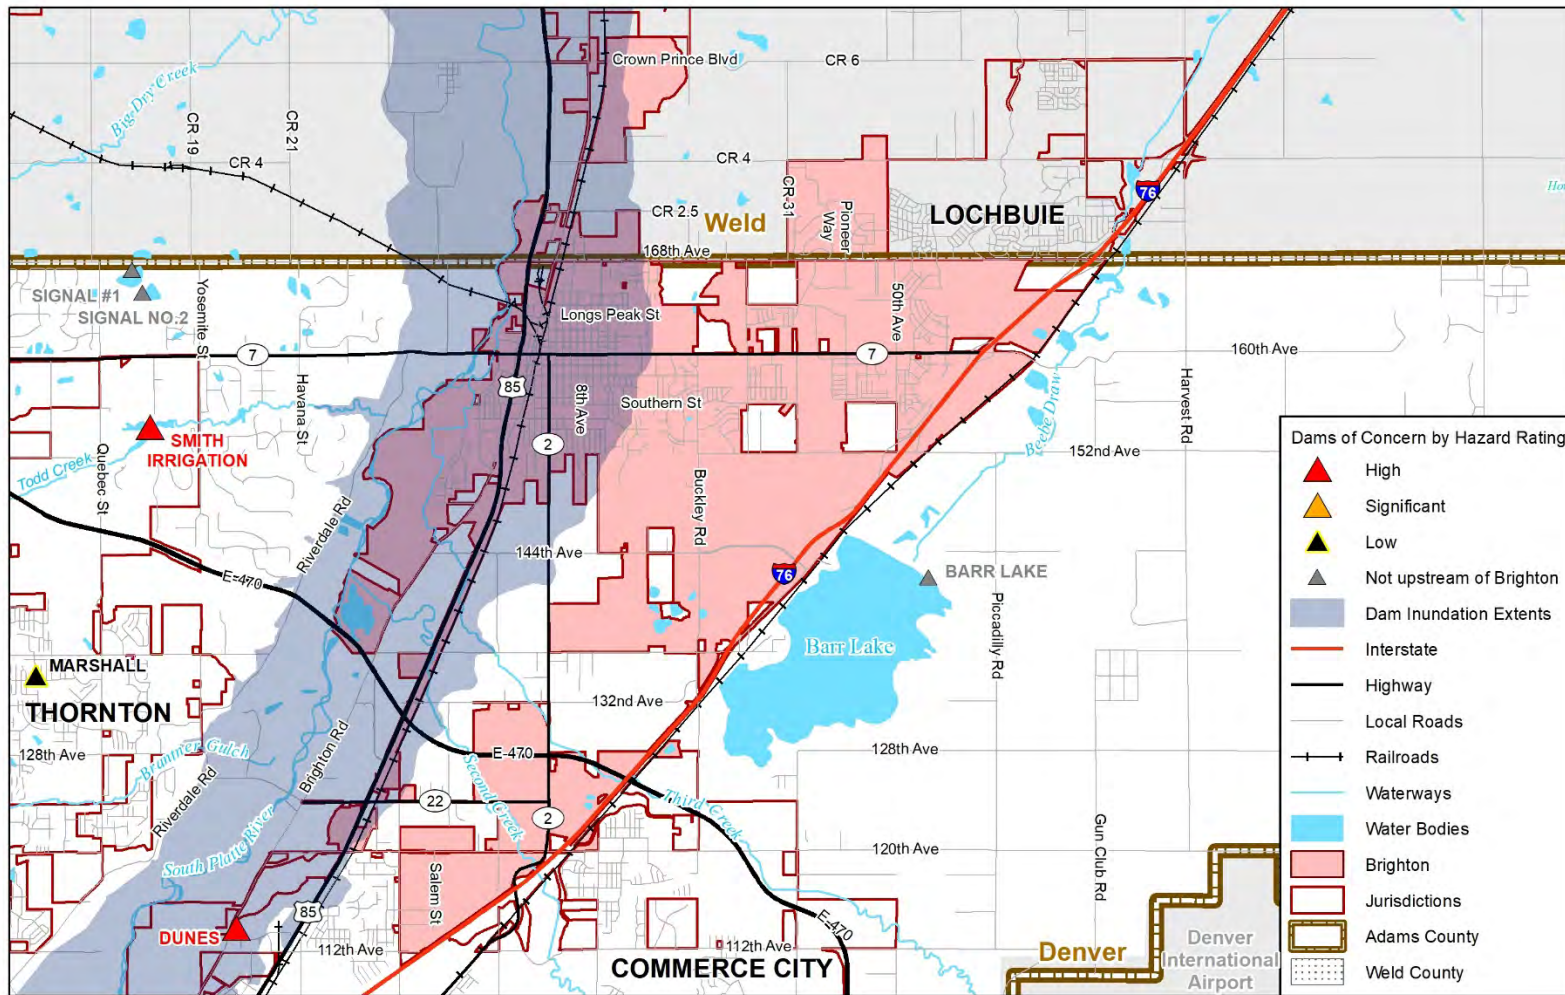 Crown Prince Blvd
CR 6
Big Dry Creek
CR 19
CR 21
CR 4
CR 4
CR 31
Pioneer
Way
76
CR 2.5
Weld
LOCHBUIE
168th Ave
SIGNAL #1
SIGNAL NO.2
Yosemite St
Longs Peak St
50th Ave
7
7
160th Ave
85
Havana St
8th Ave
Southern St
Harvest Rd
Beebe Draw
SMITH
IRRIGATION
2
152nd Ave
Todd Creek
Quebec St
Buckley Rd
Riverdale Rd
144th Ave
E-470
76
BARR LAKE
Piccadilly Rd
Barr Lake
MARSHALL
THORNTON
132nd Ave
128th Ave
Brantner Gulch
Brighton Rd
E-470
128th Ave
Riverdale Rd
22
Second Creek
2
Third Creek
South Platte River
120th Ave
Salem St
Gun Club Rd
85
DUNES
112th Ave
112th Ave
E-470
COMMERCE CITY
Denver
Denver
International
Airport
Dams of Concern by Hazard Rating
High
Significant
Low
Not upstream of Brighton
Dam Inundation Extents
Interstate
Highway
Local Roads
Railroads
Waterways
Water Bodies
Brighton
Jurisdictions
Adams County
Weld County